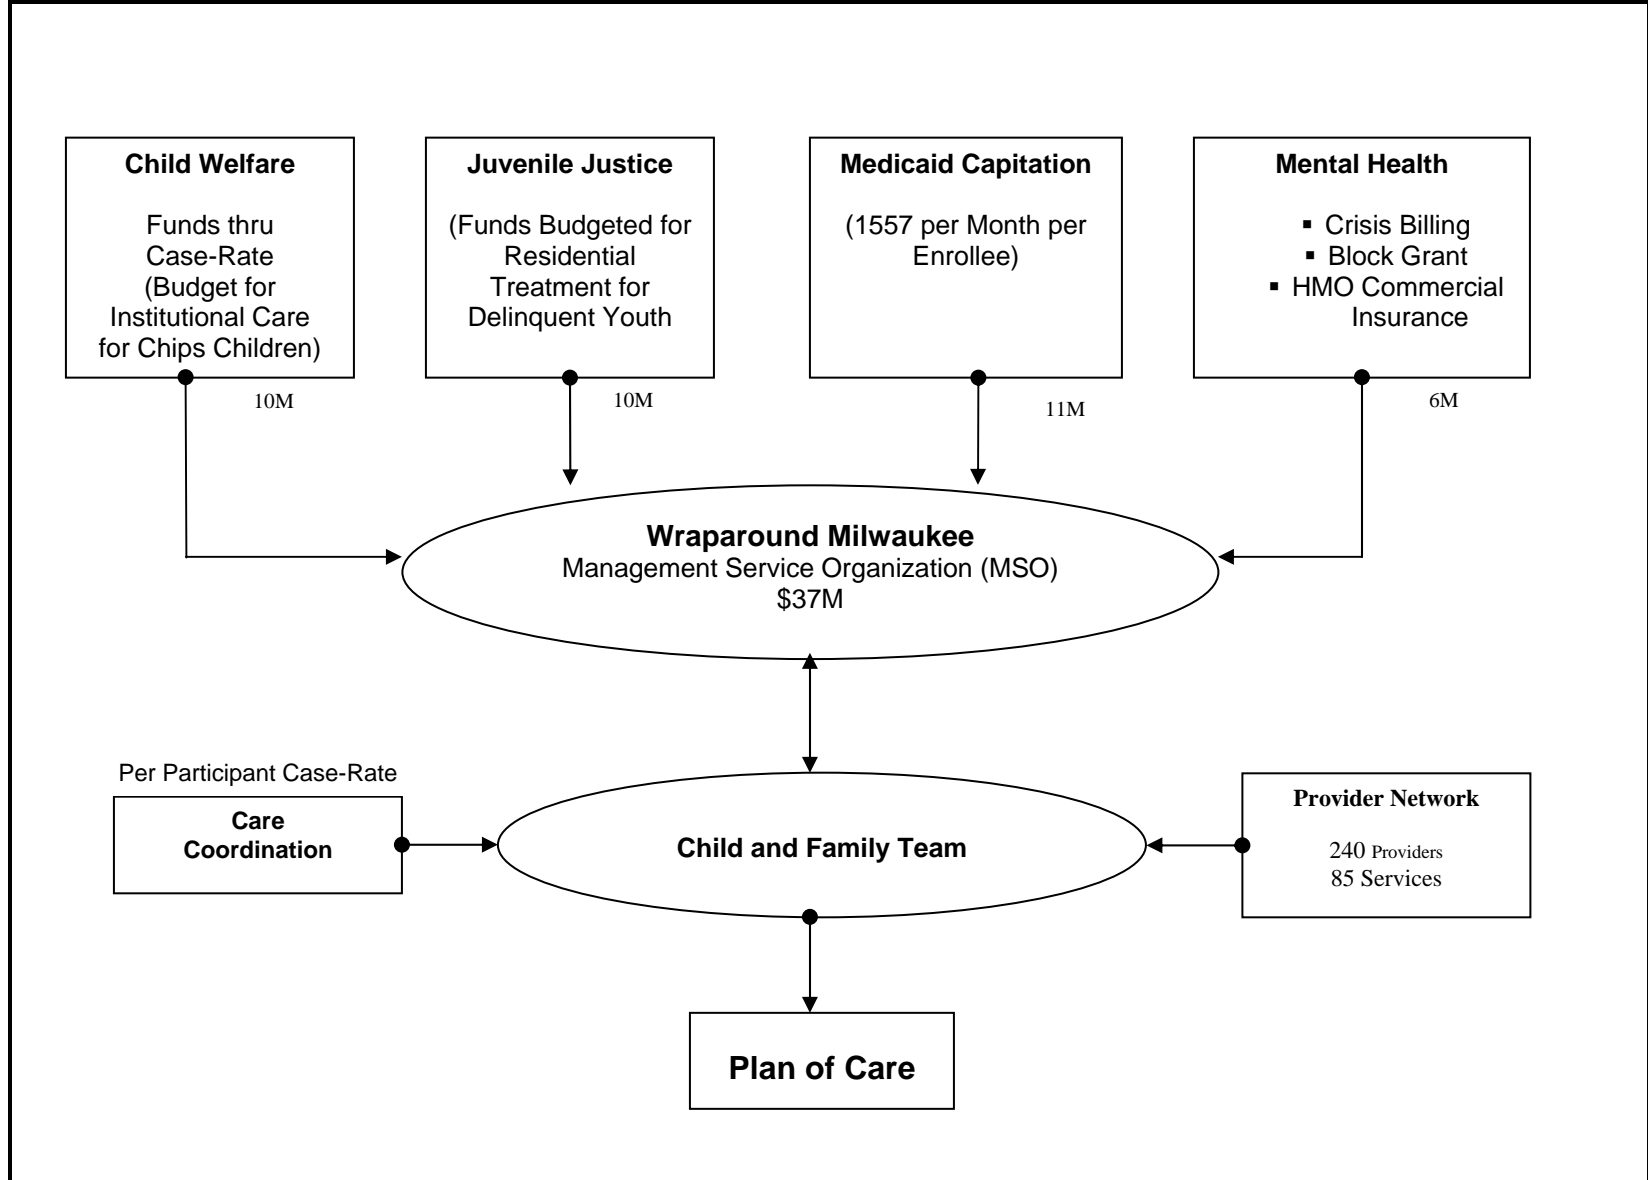 Child Welfare
Funds thru
Case-Rate
(Budget for
Institutional Care
for Chips Children)
10M
Juvenile Justice
(Funds Budgeted for
Residential
Treatment for
Delinquent Youth
10M
Medicaid Capitation
(1557 per Month per
Enrollee)
11M
Mental Health
▪ Crisis Billing
▪ Block Grant
▪ HMO Commercial
Insurance
6M
Wraparound Milwaukee
Management Service Organization (MSO)
$37M
Per Participant Case-Rate
Care
Coordination
Child and Family Team
Provider Network
240 Providers
85 Services
Plan of Care